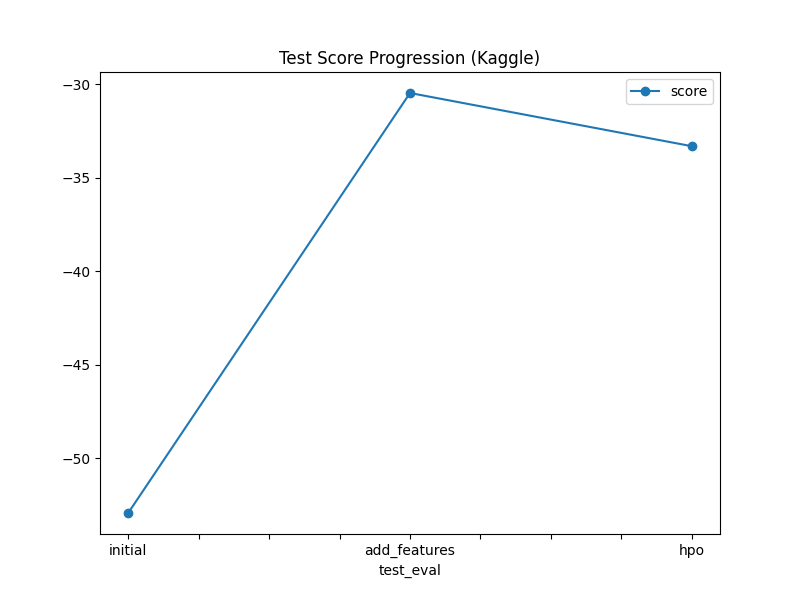 Test Score Progression (Kaggle)
score
−30
−35
−40
−45
−50
initial
add_features
hpo
test_eval